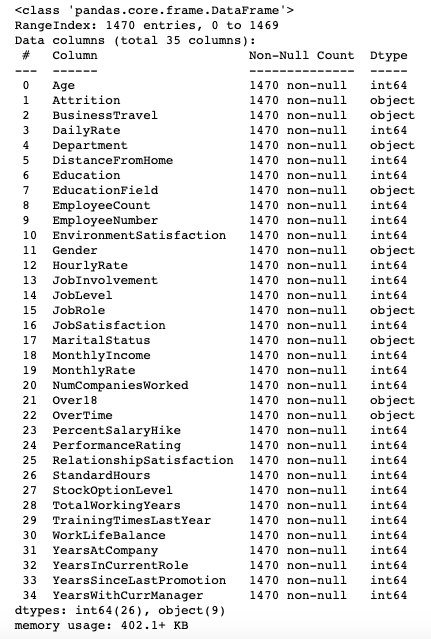 <class 'pandas.core.frame.DataFrame'>
RangeIndex: 1470 entries, 0 to 1469
Data columns (total 35 columns):
 #   Column                    Non-Null Count  Dtype
---  ------                    --------------  -----
 0   Age                       1470 non-null   int64
 1   Attrition                 1470 non-null   object
 2   BusinessTravel            1470 non-null   object
 3   DailyRate                 1470 non-null   int64
 4   Department                1470 non-null   object
 5   DistanceFromHome          1470 non-null   int64
 6   Education                 1470 non-null   int64
 7   EducationField            1470 non-null   object
 8   EmployeeCount             1470 non-null   int64
 9   EmployeeNumber            1470 non-null   int64
 10  EnvironmentSatisfaction   1470 non-null   int64
 11  Gender                    1470 non-null   object
 12  HourlyRate                1470 non-null   int64
 13  JobInvolvement            1470 non-null   int64
 14  JobLevel                  1470 non-null   int64
 15  JobRole                   1470 non-null   object
 16  JobSatisfaction           1470 non-null   int64
 17  MaritalStatus             1470 non-null   object
 18  MonthlyIncome             1470 non-null   int64
 19  MonthlyRate               1470 non-null   int64
 20  NumCompaniesWorked        1470 non-null   int64
 21  Over18                    1470 non-null   object
 22  OverTime                  1470 non-null   object
 23  PercentSalaryHike         1470 non-null   int64
 24  PerformanceRating         1470 non-null   int64
 25  RelationshipSatisfaction  1470 non-null   int64
 26  StandardHours             1470 non-null   int64
 27  StockOptionLevel          1470 non-null   int64
 28  TotalWorkingYears         1470 non-null   int64
 29  TrainingTimesLastYear     1470 non-null   int64
 30  WorkLifeBalance           1470 non-null   int64
 31  YearsAtCompany            1470 non-null   int64
 32  YearsInCurrentRole        1470 non-null   int64
 33  YearsSinceLastPromotion   1470 non-null   int64
 34  YearsWithCurrManager      1470 non-null   int64
dtypes: int64(26), object(9)
memory usage: 402.1+ KB